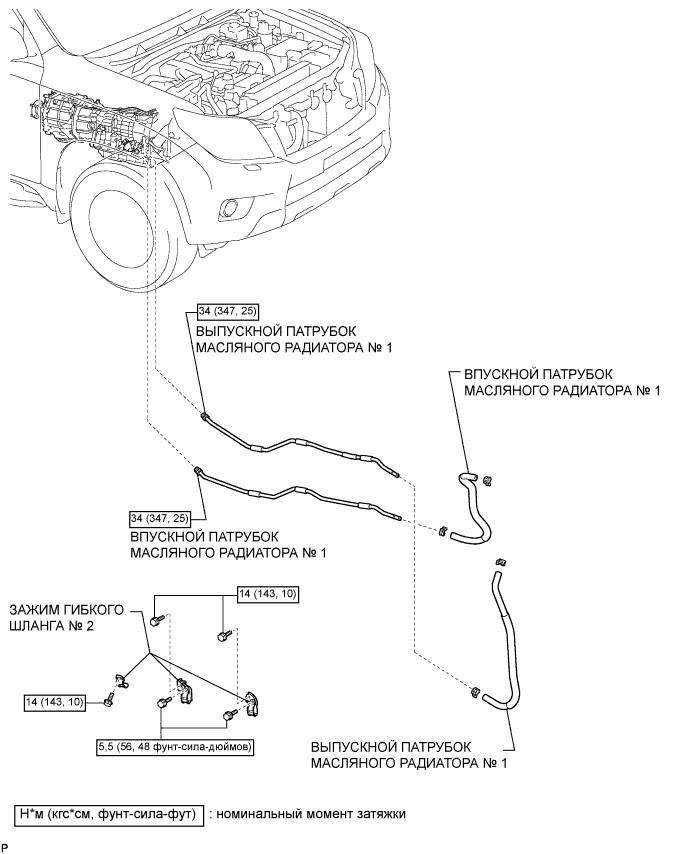 34 (347, 25)
ВЫПУСКНОЙ ПАТРУБОК
МАСЛЯНОГО РАДИАТОРА № 1
ВПУСКНОЙ ПАТРУБОК
МАСЛЯНОГО РАДИАТОРА № 1
34 (347, 25)
ВПУСКНОЙ ПАТРУБОК
МАСЛЯНОГО РАДИАТОРА № 1
14 (143, 10)
ЗАЖИМ ГИБКОГО
ШЛАНГА № 2
14 (143, 10)
5,5 (56, 48 фунт-сила-дюймов)
ВЫПУСКНОЙ ПАТРУБОК
МАСЛЯНОГО РАДИАТОРА № 1
Н*м (кгс*см, фунт-сила-фут) : номинальный момент затяжки
P